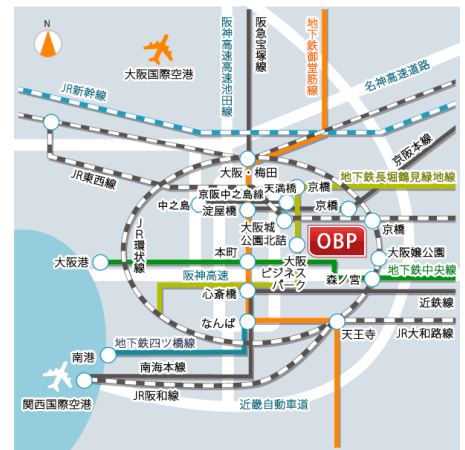 N
大阪国際空港
阪神高速高速池田線
阪急宝塚線
地下鉄御堂筋線
名神高速道路
JR新幹線
京阪本線
大阪・梅田
JR東西線
地下鉄長堀鶴見緑地線
京橋
天満橋
京阪中之島線
中之島
淀屋橋
京橋
京橋
大阪城
公園北詰
OBP
JR環状線
本町
大阪
ビジネス
パーク
大阪嬢公園
大阪港
阪神高速
森ノ宮
地下鉄中央線
心斎橋
近鉄線
なんば
天王寺
JR大和路線
地下鉄四ツ橋線
南港
南海本線
JR阪和線
関西国際空港
近畿自動車道